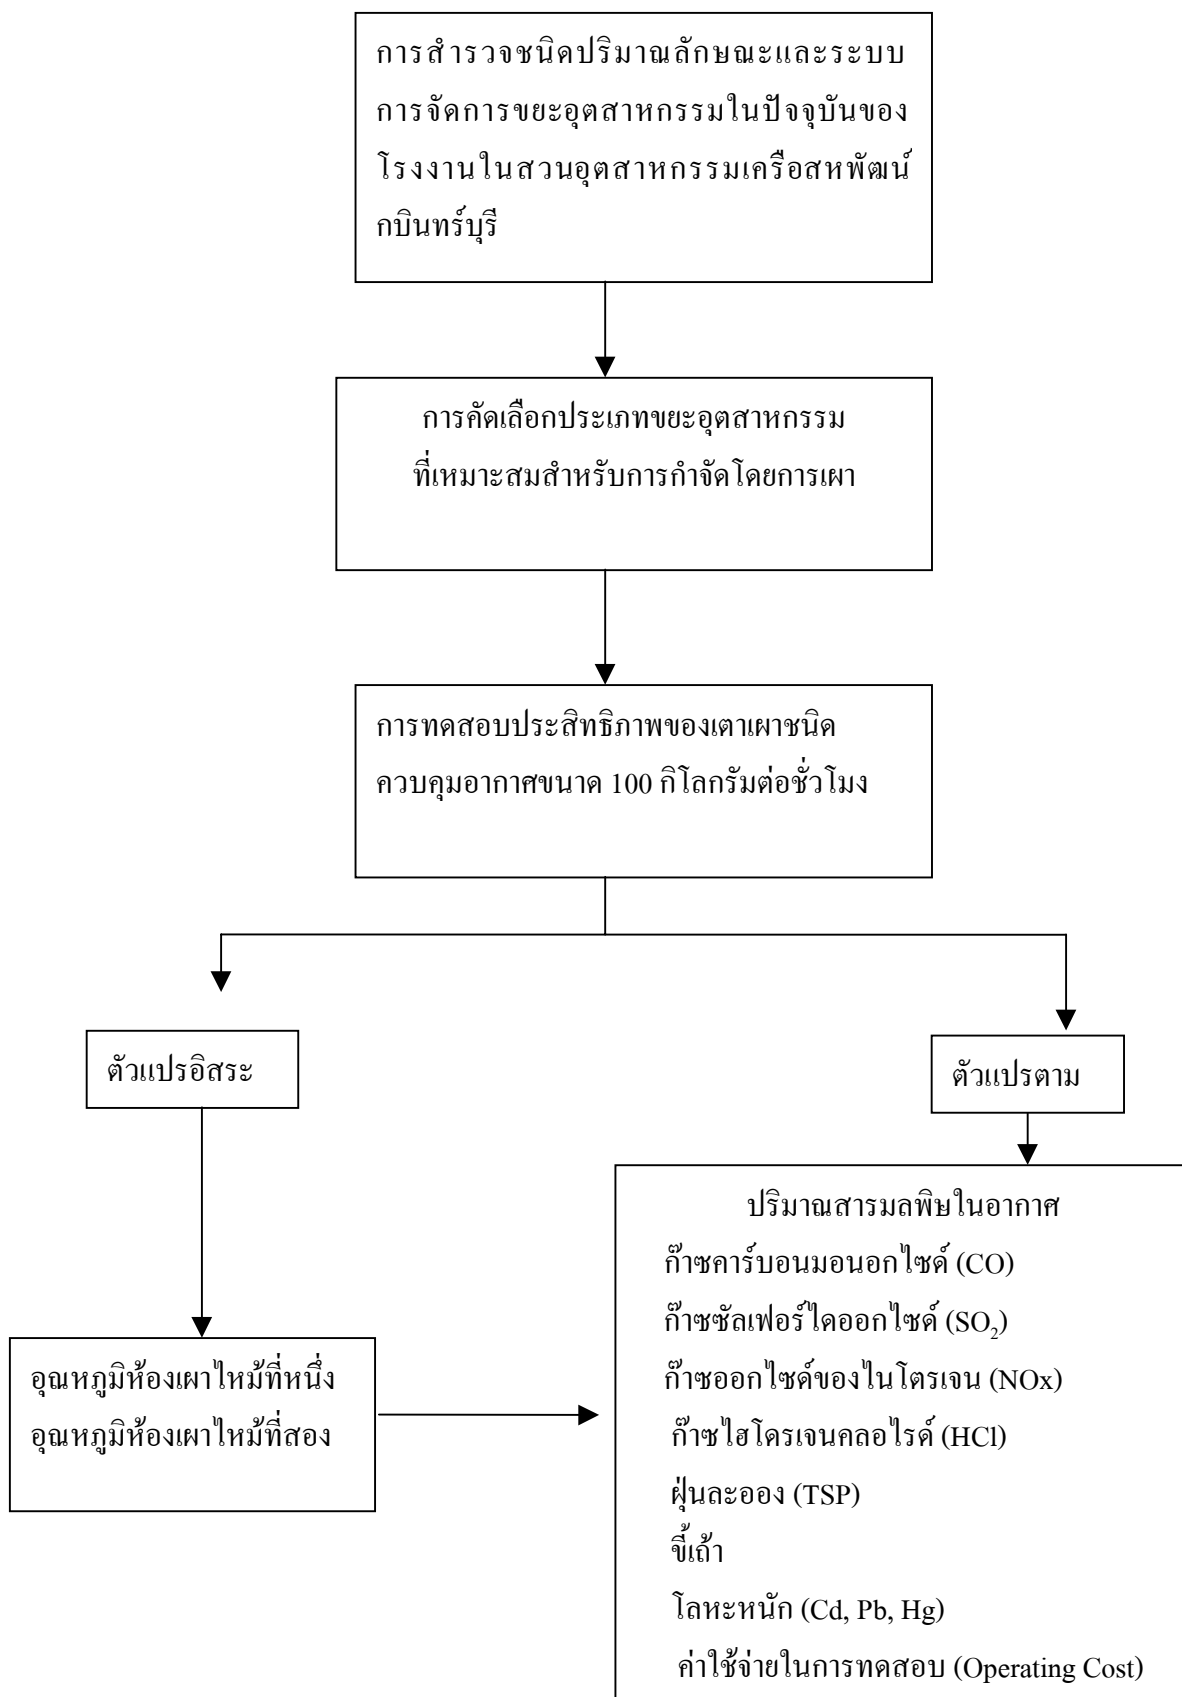 การสำรวจชนิดปริมาณลักษณะและระบบ
การจัดการขยะอุตสาหกรรมในปัจจุบันของ
โรงงานในสวนอุตสาหกรรมเครือสหพัฒน์
กบินทร์บุรี
การคัดเลือกประเภทขยะอุตสาหกรรม
ที่เหมาะสมสำหรับการกำจัดโดยการเผา
การทดสอบประสิทธิภาพของเตาเผาชนิด
ควบคุมอากาศขนาด 100 กิโลกรัมต่อชั่วโมง
ตัวแปรอิสระ
ตัวแปรตาม
อุณหภูมิห้องเผาไหม้ที่หนึ่ง
อุณหภูมิห้องเผาไหม้ที่สอง
ปริมาณสารมลพิษในอากาศ
ก๊าซคาร์บอนมอนอกไซด์ (CO)
ก๊าซซัลเฟอร์ไดออกไซด์ (SO₂)
ก๊าซออกไซด์ของไนโตรเจน (NOx)
ก๊าซไฮโดรเจนคลอไรด์ (HCl)
ฝุ่นละออง (TSP)
ขี้เถ้า
โลหะหนัก (Cd, Pb, Hg)
ค่าใช้จ่ายในการทดสอบ (Operating Cost)